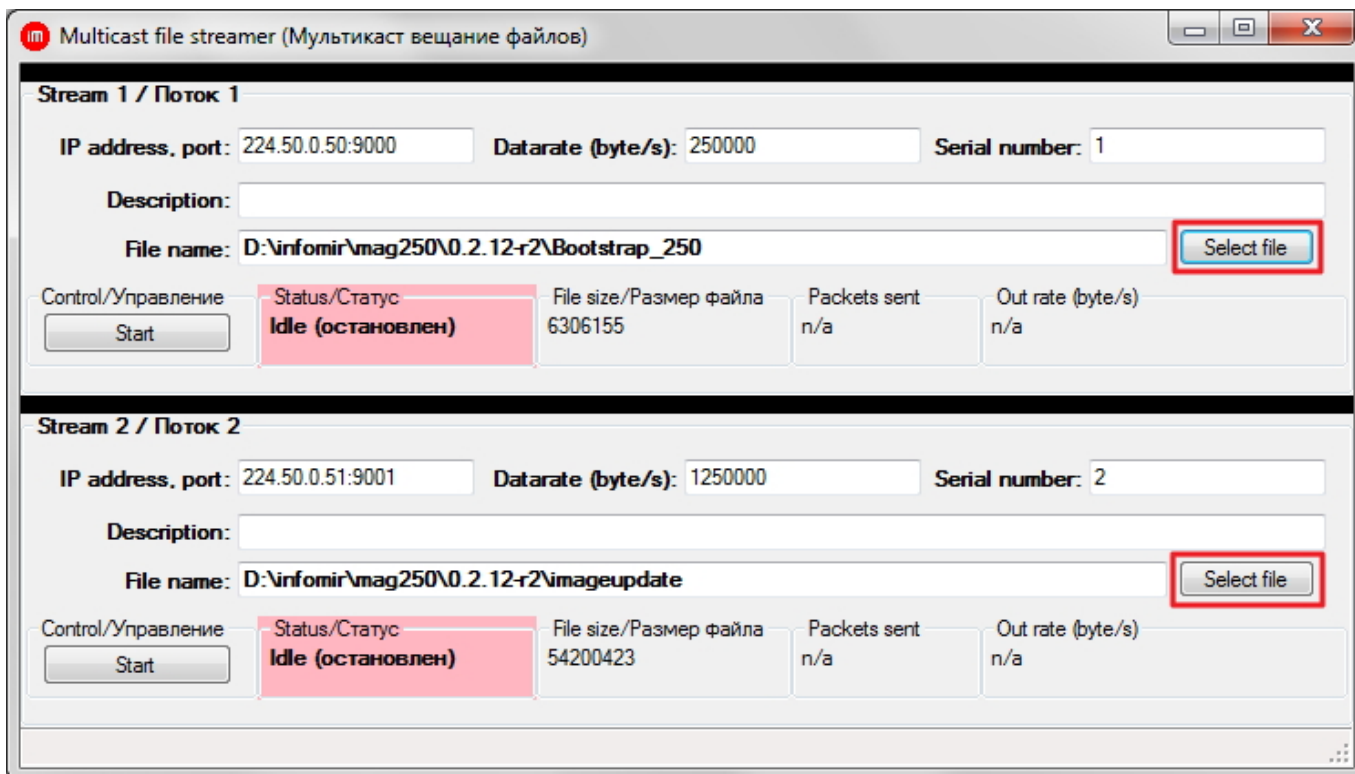 im Multicast file streamer (Мультикаст вещание файлов)
Stream 1 / Поток 1
IP address, port: 224.50.0.50:9000 Datarate (byte/s): 250000 Serial number: 1
Description:
File name: D:\infomir\mag250\0.2.12-r2\Bootstrap_250 Select file
Control/Управление Status/Статус File size/Размер файла Packets sent Out rate (byte/s)
Start Idle (остановлен) 6306155 n/a n/a
Stream 2 / Поток 2
IP address, port: 224.50.0.51:9001 Datarate (byte/s): 1250000 Serial number: 2
Description:
File name: D:\infomir\mag250\0.2.12-r2\imageupdate Select file
Control/Управление Status/Статус File size/Размер файла Packets sent Out rate (byte/s)
Start Idle (остановлен) 54200423 n/a n/a